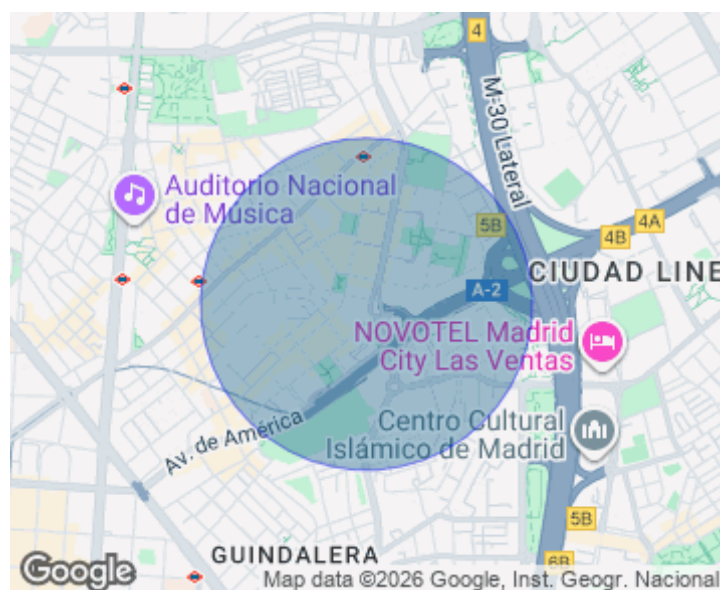 4
M-30 Lateral
Auditorio Nacional
de Música
5B
4A
4B
CIUDAD LINE
A-2
NOVOTEL Madrid
City Las Ventas
Centro Cultural
Islámico de Madrid
Av. de América
5B
GUINDALERA
6B
Google
Map data ©2026 Google, Inst. Geogr. Nacional